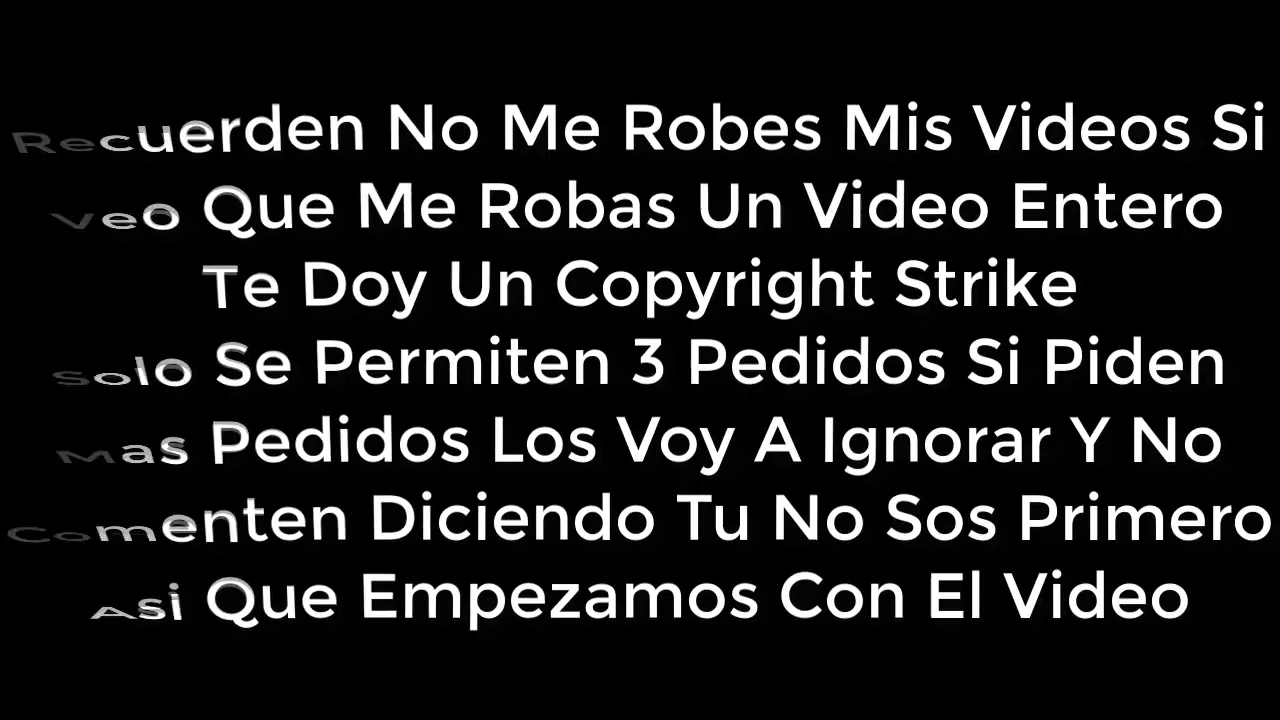 Recuerden No Me Robes Mis Videos Si
Veo Que Me Robas Un Video Entero
Te Doy Un Copyright Strike
Solo Se Permiten 3 Pedidos Si Piden
Mas Pedidos Los Voy A Ignorar Y No
Comenten Diciendo Tu No Sos Primero
Asi Que Empezamos Con El Video